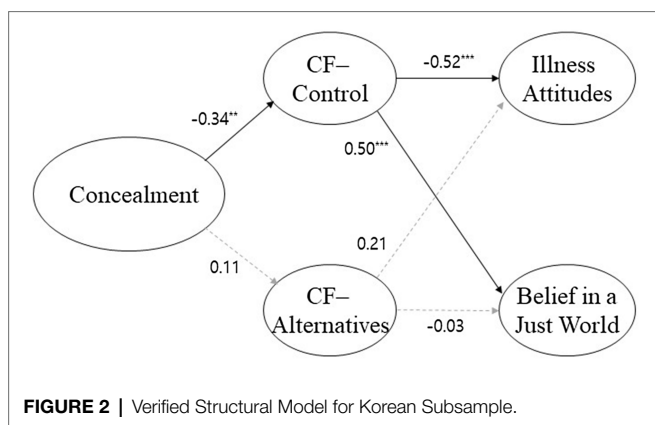 CF–
Control
-0.52***
Illness
Attitudes
-0.34**
0.50***
Concealment
0.21
0.11
CF–
Alternatives
-0.03
Belief in a
Just World
FIGURE 2 | Verified Structural Model for Korean Subsample.